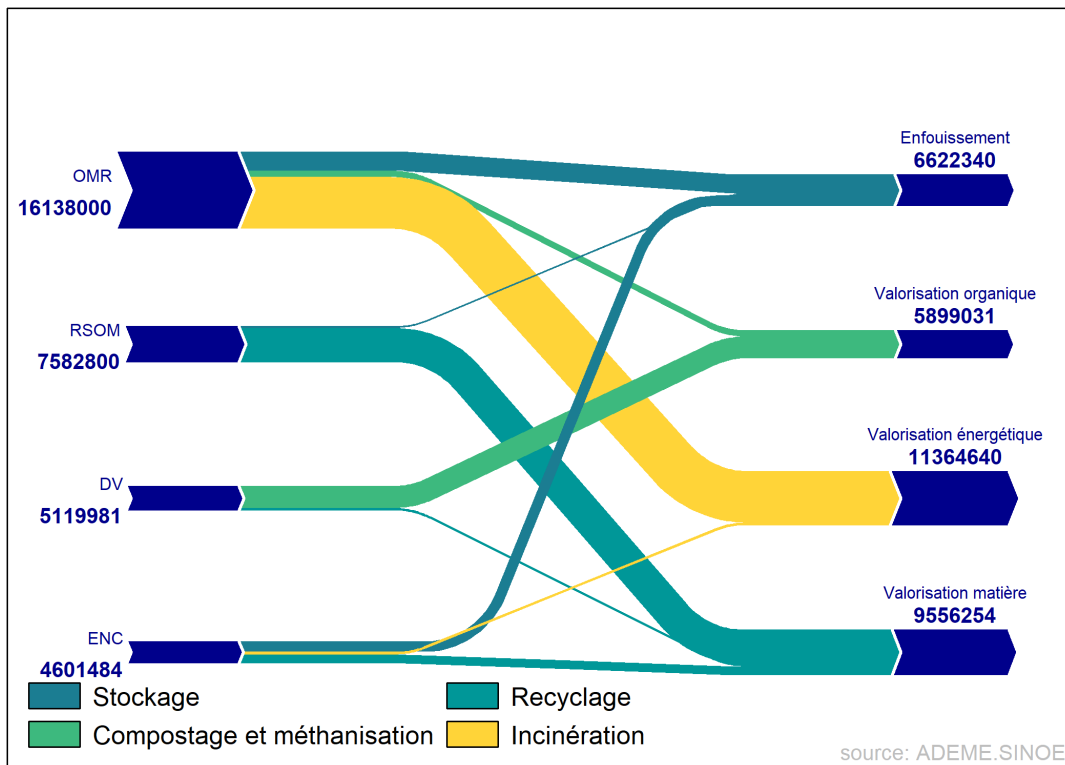 OMR
16138000
RSOM
7582800
DV
5119981
ENC
4601484
Enfouissement
6622340
Valorisation organique
5899031
Valorisation énergétique
11364640
Valorisation matière
9556254
Stockage
Recyclage
Compostage et méthanisation
Incinération
source: ADEME.SINOE